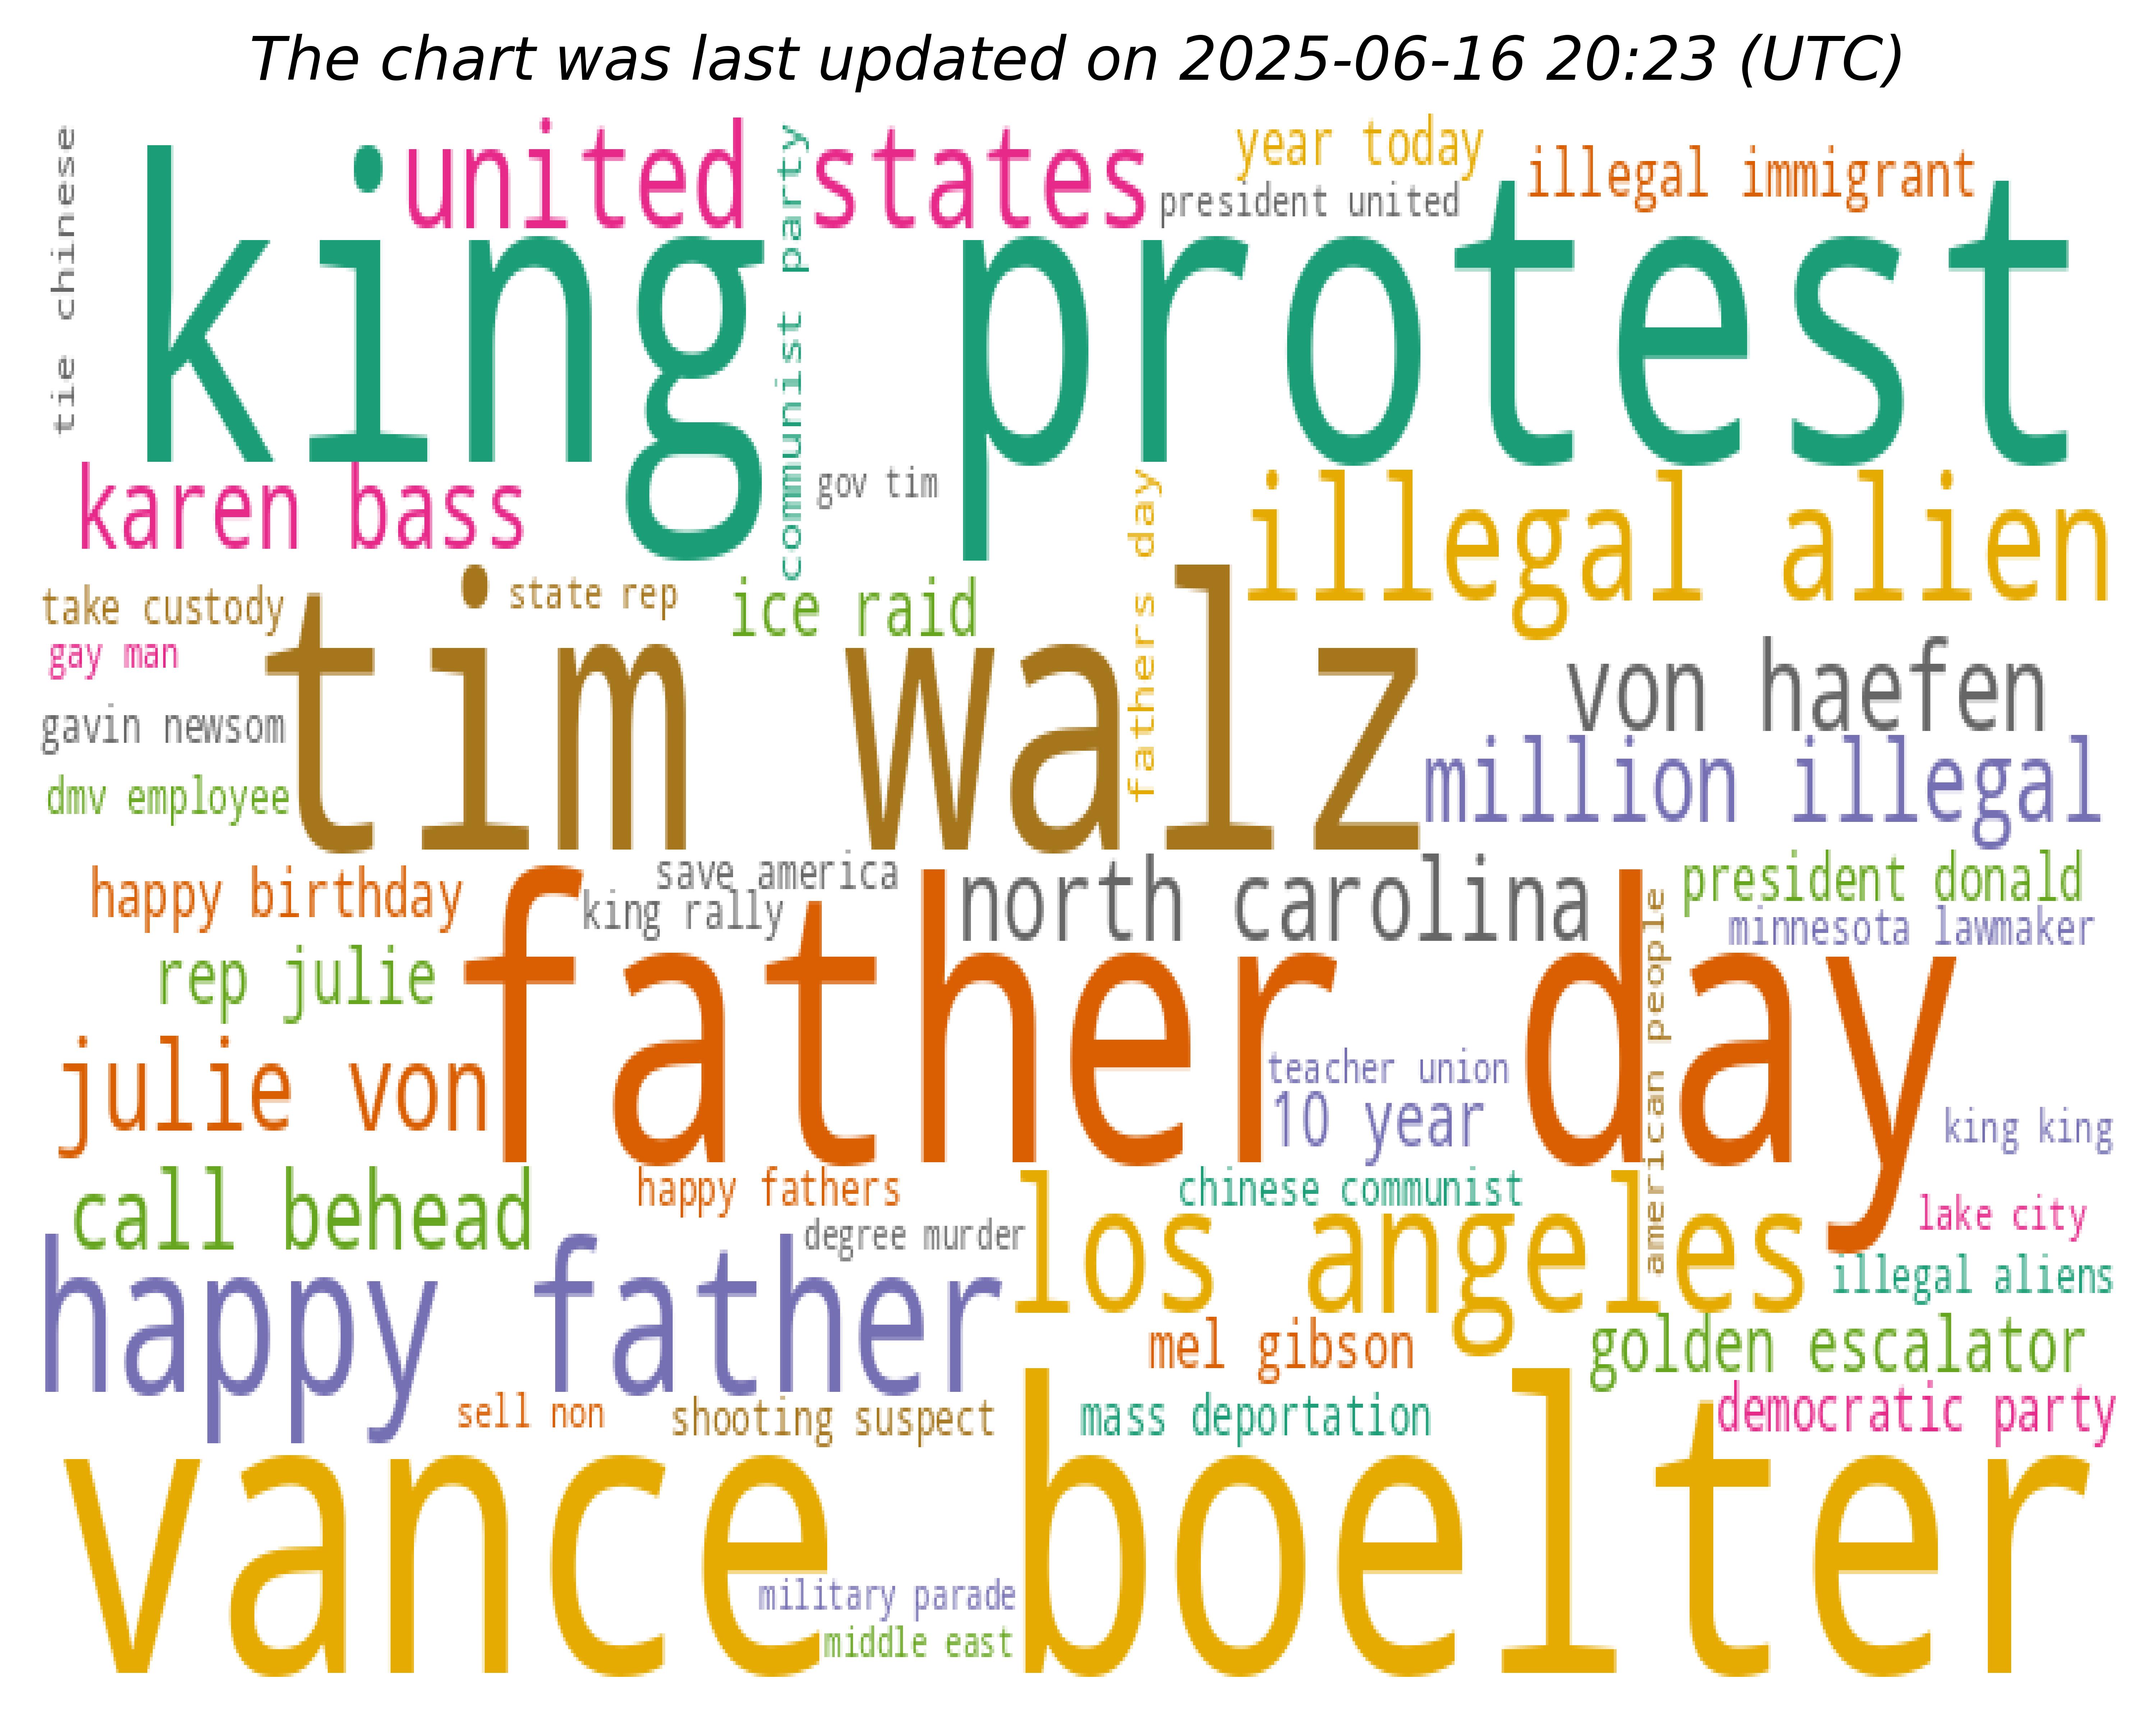 The chart was last updated on 2025-06-16 20:23 (UTC)
tie chinese
king protest
united states
communist party
year today
president united
illegal immigrant
karen bass
gov tim
fathers day
illegal alien
take custody
state rep
ice raid
gay man
tim walz
von haefen
gavin newsom
million illegal
dmv employee
happy birthday
save america
king rally
north carolina
president donald
minnesota lawmaker
american people
rep julie
father day
julie von
teacher union
10 year
king king
call behead
happy fathers
chinese communist
lake city
degree murder
los angeles
illegal aliens
happy father
mel gibson
golden escalator
sell non
shooting suspect
mass deportation
democratic party
vance boelter
military parade
middle east